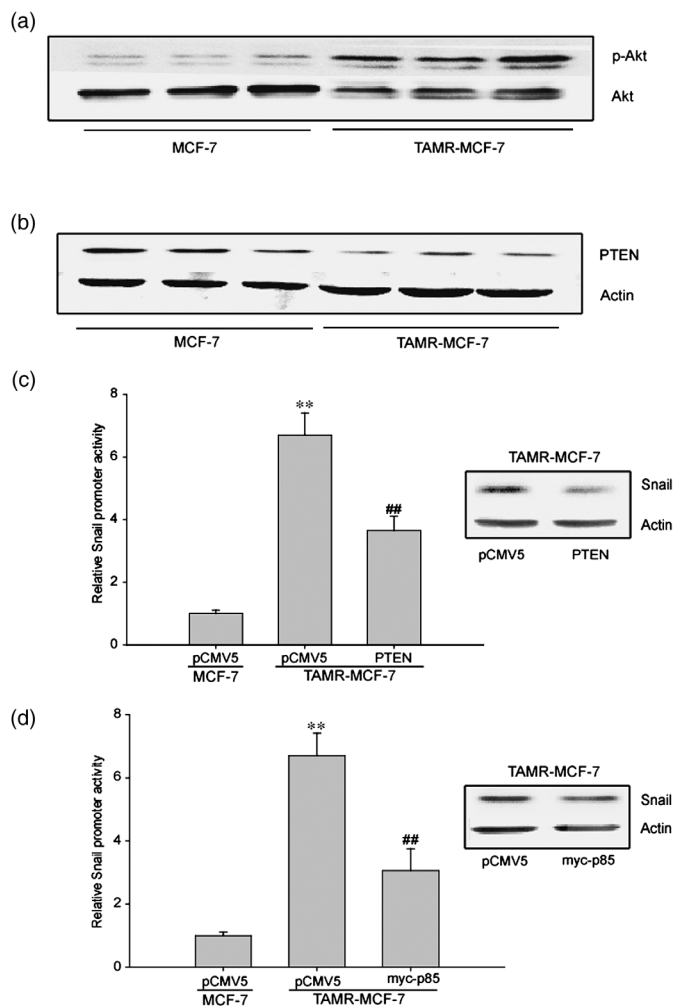 (a)
p-Akt
Akt
MCF-7 TAMR-MCF-7
(b)
PTEN
Actin
MCF-7 TAMR-MCF-7
(c)
Relative Snail promoter activity
8
6
4
2
0
**
##
pCMV5 pCMV5 PTEN
MCF-7 TAMR-MCF-7
TAMR-MCF-7
Snail
Actin
pCMV5 PTEN
(d)
Relative Snail promoter activity
8
6
4
2
0
**
##
pCMV5 pCMV5 myc-p85
MCF-7 TAMR-MCF-7
TAMR-MCF-7
Snail
Actin
pCMV5 myc-p85